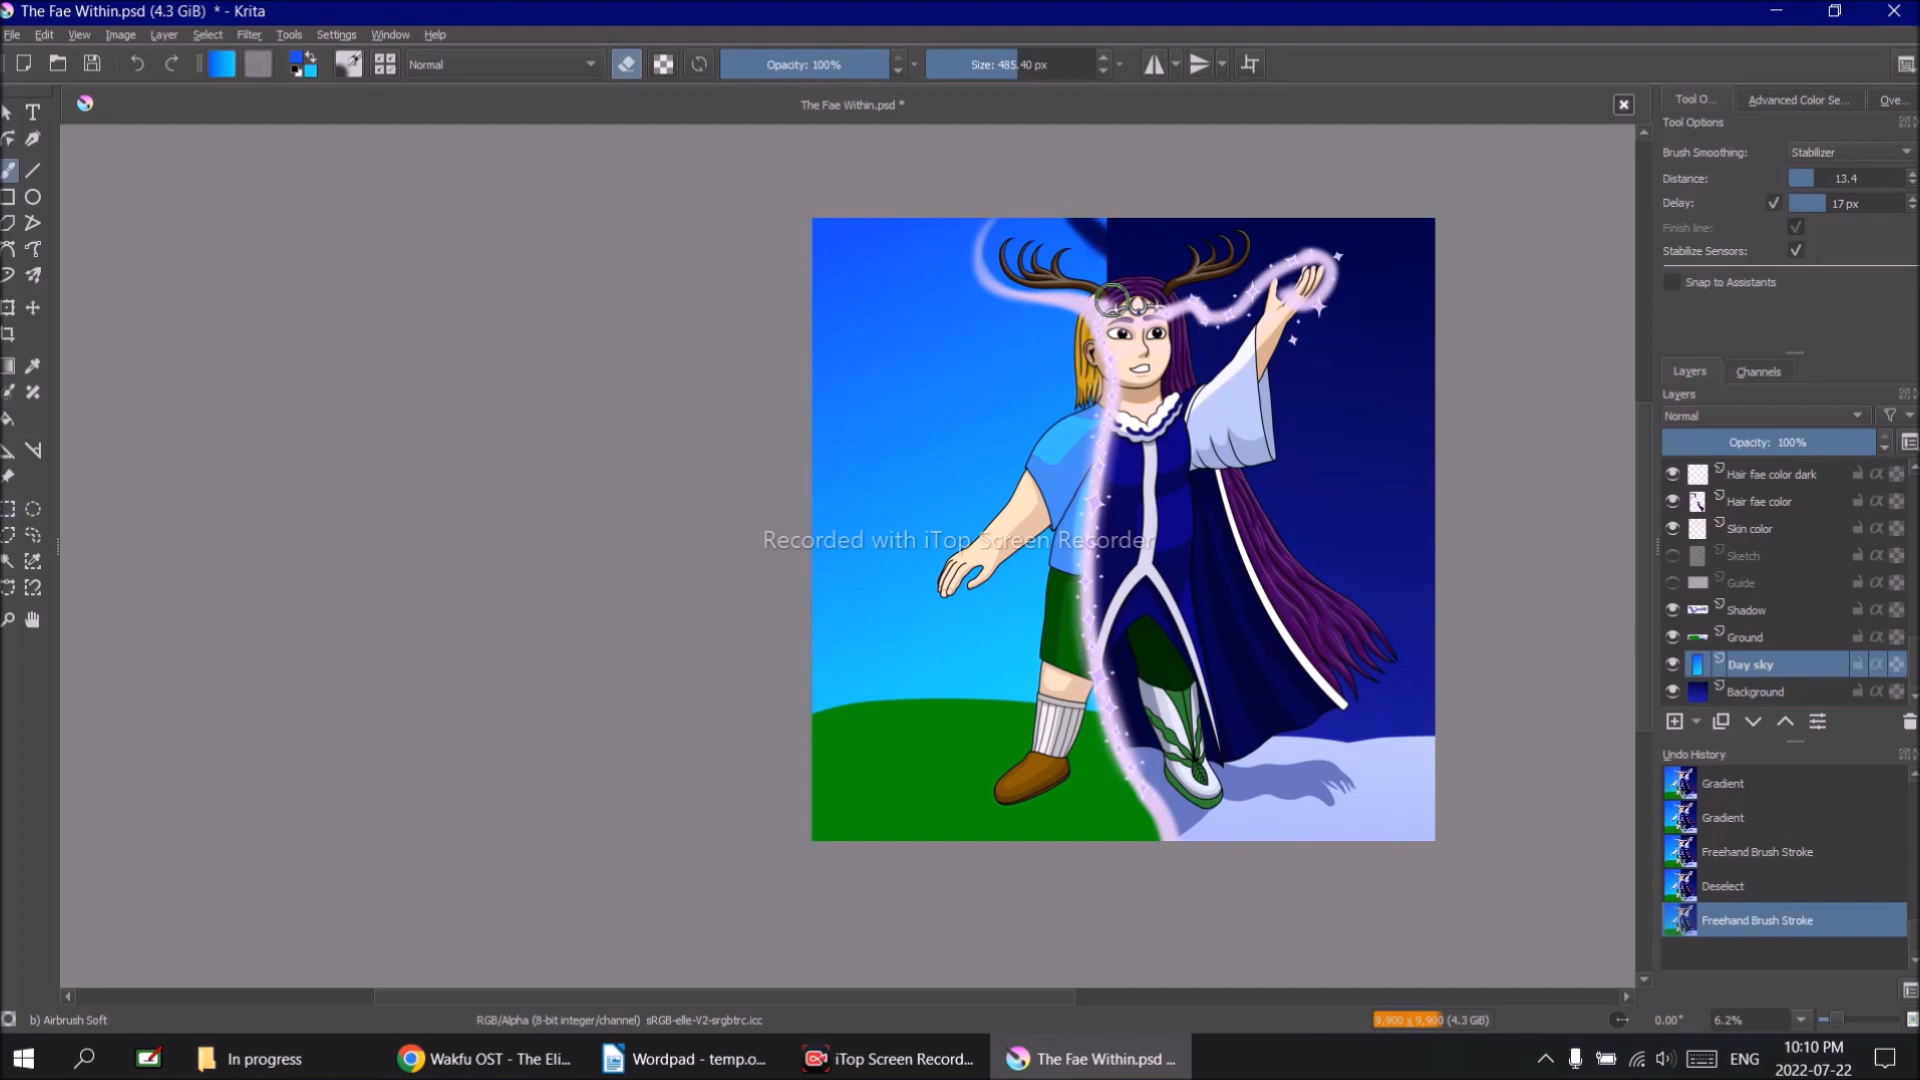 The Fae Within.psd (4.3 GiB) * - Krita
File Edit View Image Layer Select Filter Tools Settings Window Help
Normal Opacity: 100% Size: 485.40 px
The Fae Within.psd *
Tool O... Advanced Color Se... Ove...
Tool Options
Brush Smoothing: Stabilizer
Distance: 13.4
Delay: 17 px
Finish line:
Stabilize Sensors:
Snap to Assistants
Layers Channels
Layers
Normal
Opacity: 100%
Hair fae color dark
Hair fae color
Skin color
Sketch
Guide
Shadow
Ground
Day sky
Background
Undo History
Gradient
Gradient
Freehand Brush Stroke
Deselect
Freehand Brush Stroke
Recorded with iTop Screen Recorder
b) Airbrush Soft RGB/Alpha (8-bit integer/channel) sRGB-elle-V2-srgbtrc.icc 9,900 x 9,900 (4.3 GiB) 0.00° 6.2%
In progress Wakfu OST - The Eli... Wordpad - temp.o... iTop Screen Record... The Fae Within.psd ... ENG 10:10 PM
2022-07-22